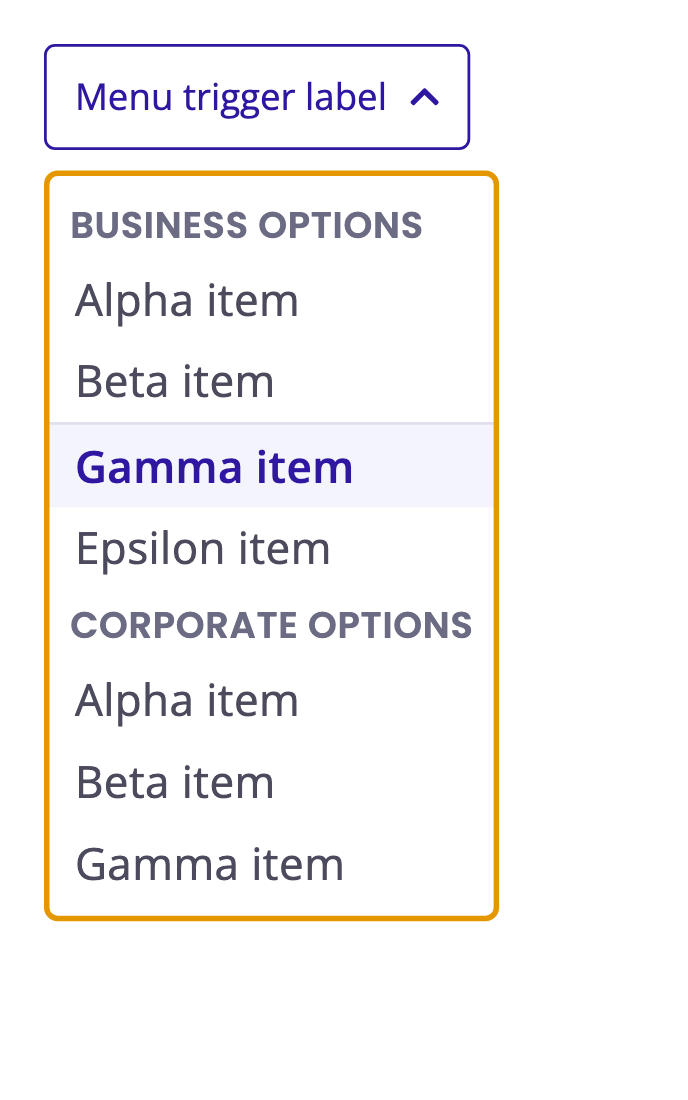 Menu trigger label
BUSINESS OPTIONS
Alpha item
Beta item
Gamma item
Epsilon item
CORPORATE OPTIONS
Alpha item
Beta item
Gamma item